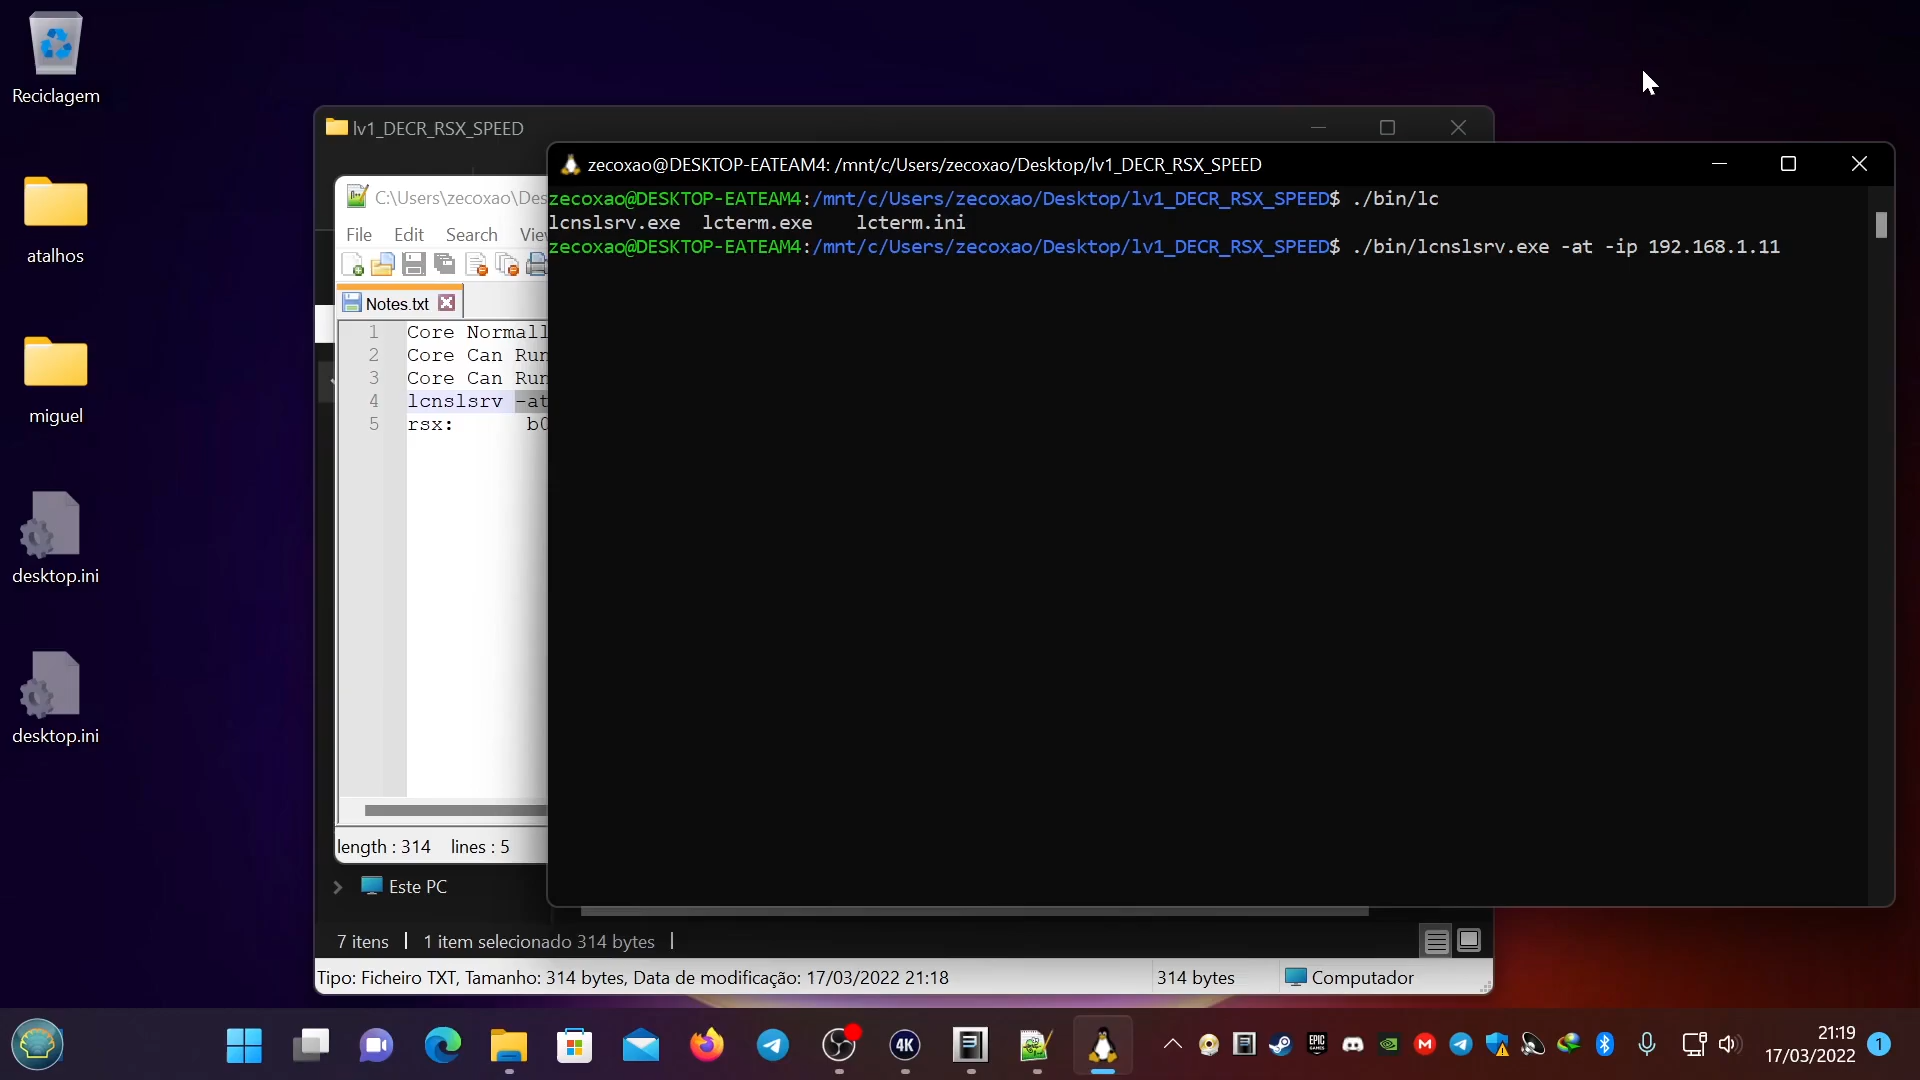 Reciclagem
atalhos
miguel
desktop.ini
desktop.ini
lv1_DECR_RSX_SPEED
C:\Users\zecoxao\Des
File Edit Search Vie
Notes.txt
1 Core Normall
2 Core Can Run
3 Core Can Run
4 lcnslsrv -at
5 rsx: b0
length : 314 lines : 5
zecoxao@DESKTOP-EATEAM4: /mnt/c/Users/zecoxao/Desktop/lv1_DECR_RSX_SPEED
zecoxao@DESKTOP-EATEAM4:/mnt/c/Users/zecoxao/Desktop/lv1_DECR_RSX_SPEED$ ./bin/lc
lcnslsrv.exe lcterm.exe lcterm.ini
zecoxao@DESKTOP-EATEAM4:/mnt/c/Users/zecoxao/Desktop/lv1_DECR_RSX_SPEED$ ./bin/lcnslsrv.exe -at -ip 192.168.1.11
Este PC
7 itens 1 item selecionado 314 bytes
Tipo: Ficheiro TXT, Tamanho: 314 bytes, Data de modificação: 17/03/2022 21:18 314 bytes Computador
4K
EPIC GAMES
21:19
17/03/2022
1